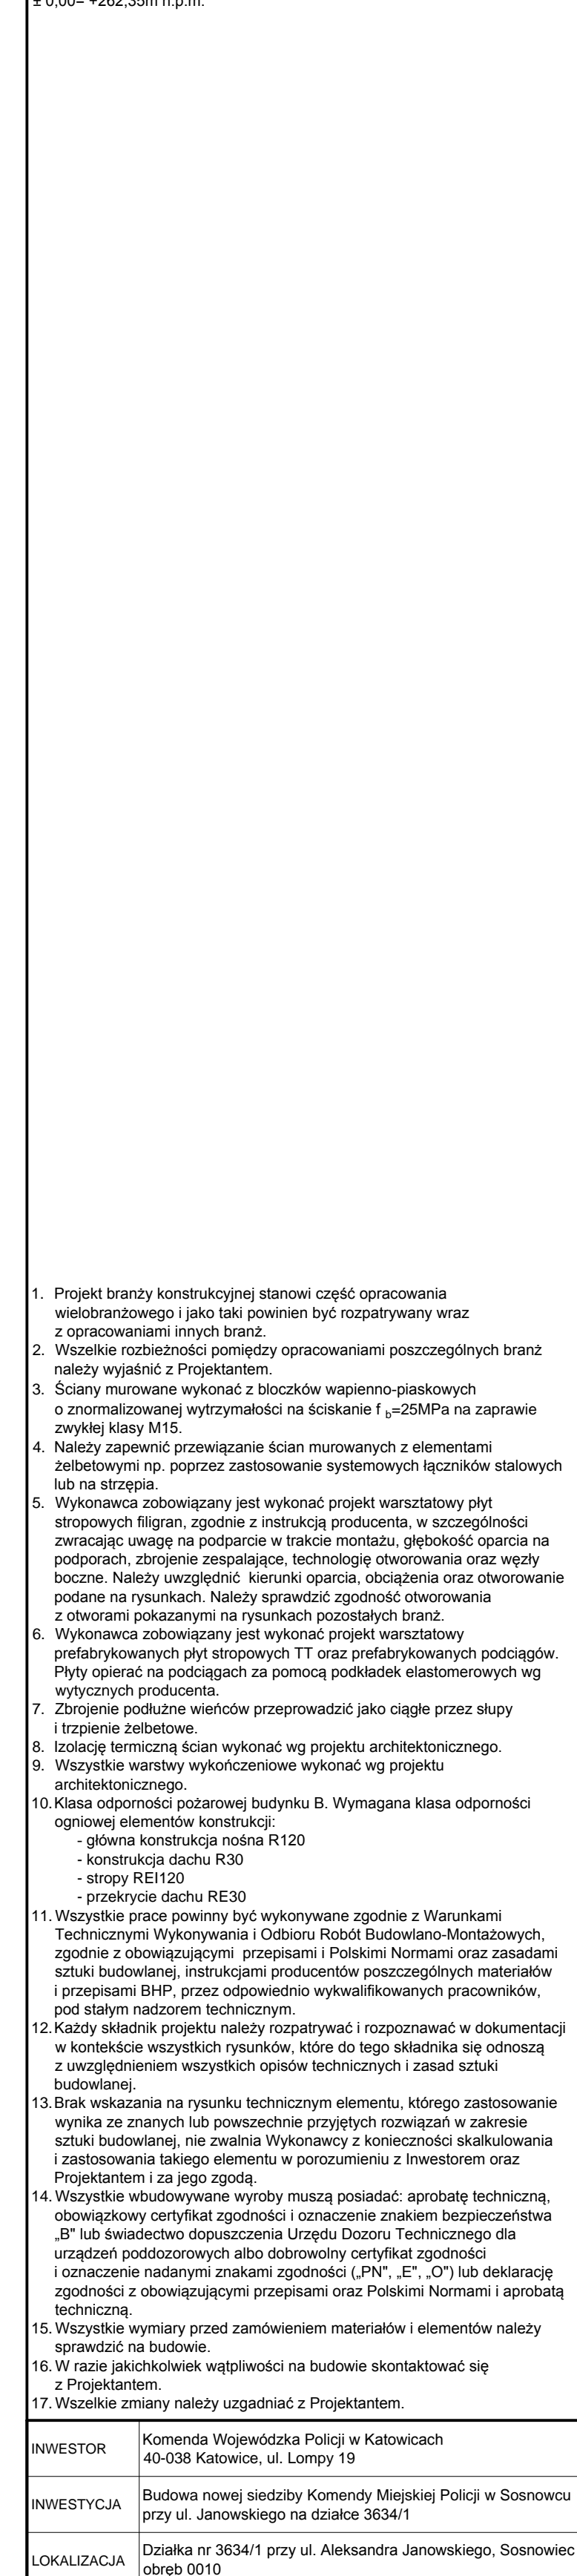 ± 0,00= +262,35m n.p.m.
1. Projekt branży konstrukcyjnej stanowi część opracowania
wielobranżowego i jako taki powinien być rozpatrywany wraz
z opracowaniami innych branż.
2. Wszelkie rozbieżności pomiędzy opracowaniami poszczególnych branż
należy wyjaśnić z Projektantem.
3. Ściany murowane wykonać z bloczków wapienno-piaskowych
o znormalizowanej wytrzymałości na ściskanie f b=25MPa na zaprawie
zwykłej klasy M15.
4. Należy zapewnić przewiązanie ścian murowanych z elementami
żelbetowymi np. poprzez zastosowanie systemowych łączników stalowych
lub na strzępia.
5. Wykonawca zobowiązany jest wykonać projekt warsztatowy płyt
stropowych filigran, zgodnie z instrukcją producenta, w szczególności
zwracając uwagę na podparcie w trakcie montażu, głębokość oparcia na
podporach, zbrojenie zespalające, technologię otworowania oraz węzły
boczne. Należy uwzględnić kierunki oparcia, obciążenia oraz otworowanie
podane na rysunkach. Należy sprawdzić zgodność otworowania
z otworami pokazanymi na rysunkach pozostałych branż.
6. Wykonawca zobowiązany jest wykonać projekt warsztatowy
prefabrykowanych płyt stropowych TT oraz prefabrykowanych podciągów.
Płyty opierać na podciągach za pomocą podkładek elastomerowych wg
wytycznych producenta.
7. Zbrojenie podłużne wieńców przeprowadzić jako ciągłe przez słupy
i trzpienie żelbetowe.
8. Izolację termiczną ścian wykonać wg projektu architektonicznego.
9. Wszystkie warstwy wykończeniowe wykonać wg projektu
architektonicznego.
10. Klasa odporności pożarowej budynku B. Wymagana klasa odporności
ogniowej elementów konstrukcji:
- główna konstrukcja nośna R120
- konstrukcja dachu R30
- stropy REI120
- przekrycie dachu RE30
11. Wszystkie prace powinny być wykonywane zgodnie z Warunkami
Technicznymi Wykonywania i Odbioru Robót Budowlano-Montażowych,
zgodnie z obowiązującymi przepisami i Polskimi Normami oraz zasadami
sztuki budowlanej, instrukcjami producentów poszczególnych materiałów
i przepisami BHP, przez odpowiednio wykwalifikowanych pracowników,
pod stałym nadzorem technicznym.
12. Każdy składnik projektu należy rozpatrywać i rozpoznawać w dokumentacji
w kontekście wszystkich rysunków, które do tego składnika się odnoszą
z uwzględnieniem wszystkich opisów technicznych i zasad sztuki
budowlanej.
13. Brak wskazania na rysunku technicznym elementu, którego zastosowanie
wynika ze znanych lub powszechnie przyjętych rozwiązań w zakresie
sztuki budowlanej, nie zwalnia Wykonawcy z konieczności skalkulowania
i zastosowania takiego elementu w porozumieniu z Inwestorem oraz
Projektantem i za jego zgodą.
14. Wszystkie wbudowywane wyroby muszą posiadać: aprobatę techniczną,
obowiązkowy certyfikat zgodności i oznaczenie znakiem bezpieczeństwa
„B" lub świadectwo dopuszczenia Urzędu Dozoru Technicznego dla
urządzeń poddozorowych albo dobrowolny certyfikat zgodności
i oznaczenie nadanymi znakami zgodności („PN", „E", „O") lub deklarację
zgodności z obowiązującymi przepisami oraz Polskimi Normami i aprobatą
techniczną.
15. Wszystkie wymiary przed zamówieniem materiałów i elementów należy
sprawdzić na budowie.
16. W razie jakichkolwiek wątpliwości na budowie skontaktować się
z Projektantem.
17. Wszelkie zmiany należy uzgadniać z Projektantem.
INWESTOR
Komenda Wojewódzka Policji w Katowicach
40-038 Katowice, ul. Lompy 19
INWESTYCJA
Budowa nowej siedziby Komendy Miejskiej Policji w Sosnowcu
przy ul. Janowskiego na działce 3634/1
LOKALIZACJA
Działka nr 3634/1 przy ul. Aleksandra Janowskiego, Sosnowiec
obręb 0010